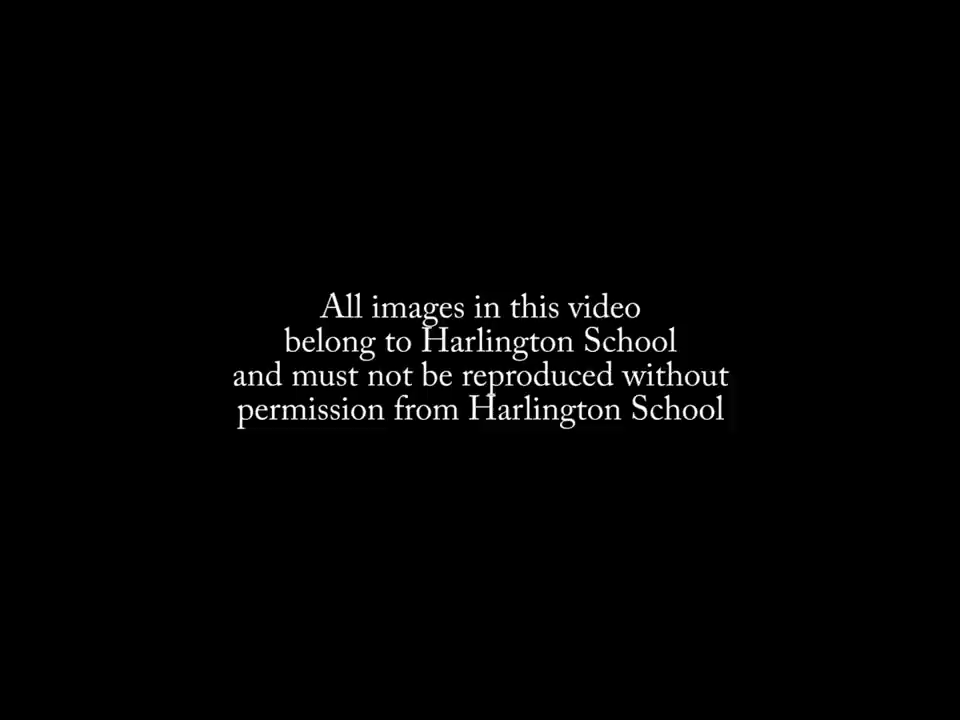 All images in this video
belong to Harlington School
and must not be reproduced without
permission from Harlington School